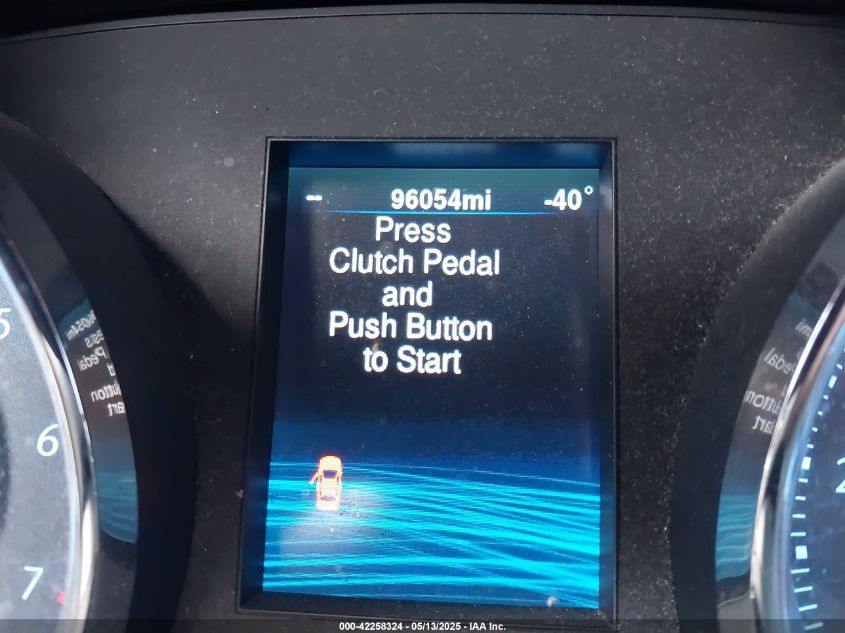 -- 96054mi -40°
Press
Clutch Pedal
and
Push Button
to Start
5
6
7
2
000-42258324 - 05/13/2025 - IAA Inc.